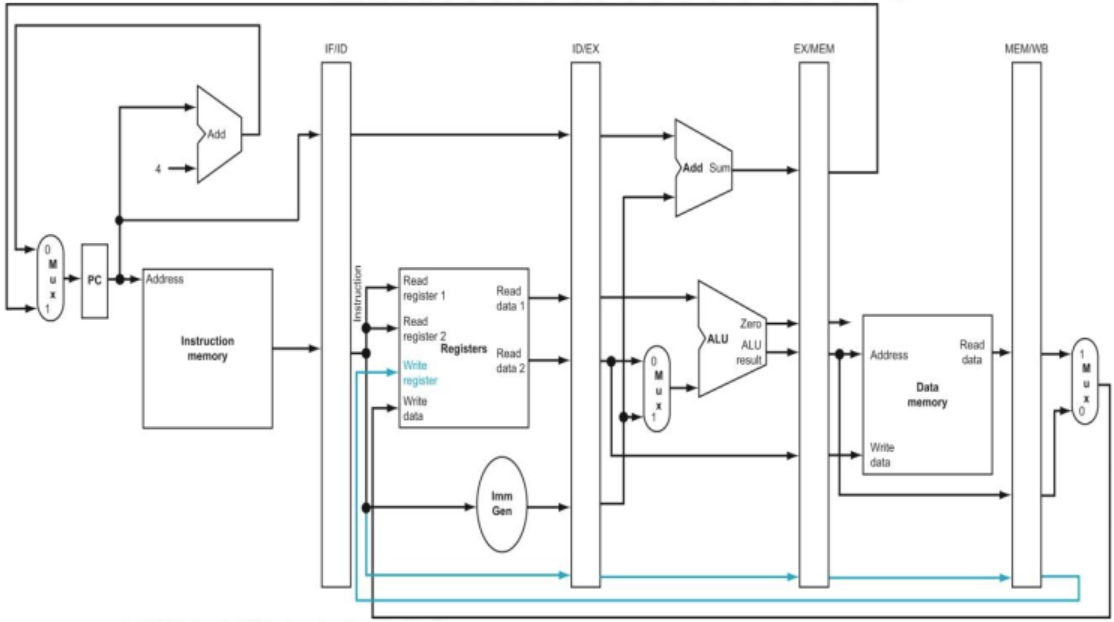 IF/ID
ID/EX
EX/MEM
MEM/WB
Add
4
Add Sum
0
M
u
x
1
PC
Address
Instruction
memory
Instruction
Read
register 1
Read
register 2
Write
register
Write
data
Registers
Read
data 1
Read
data 2
Imm
Gen
0
M
u
x
1
ALU
Zero
ALU
result
Address
Write
data
Data
memory
Read
data
1
M
u
x
0